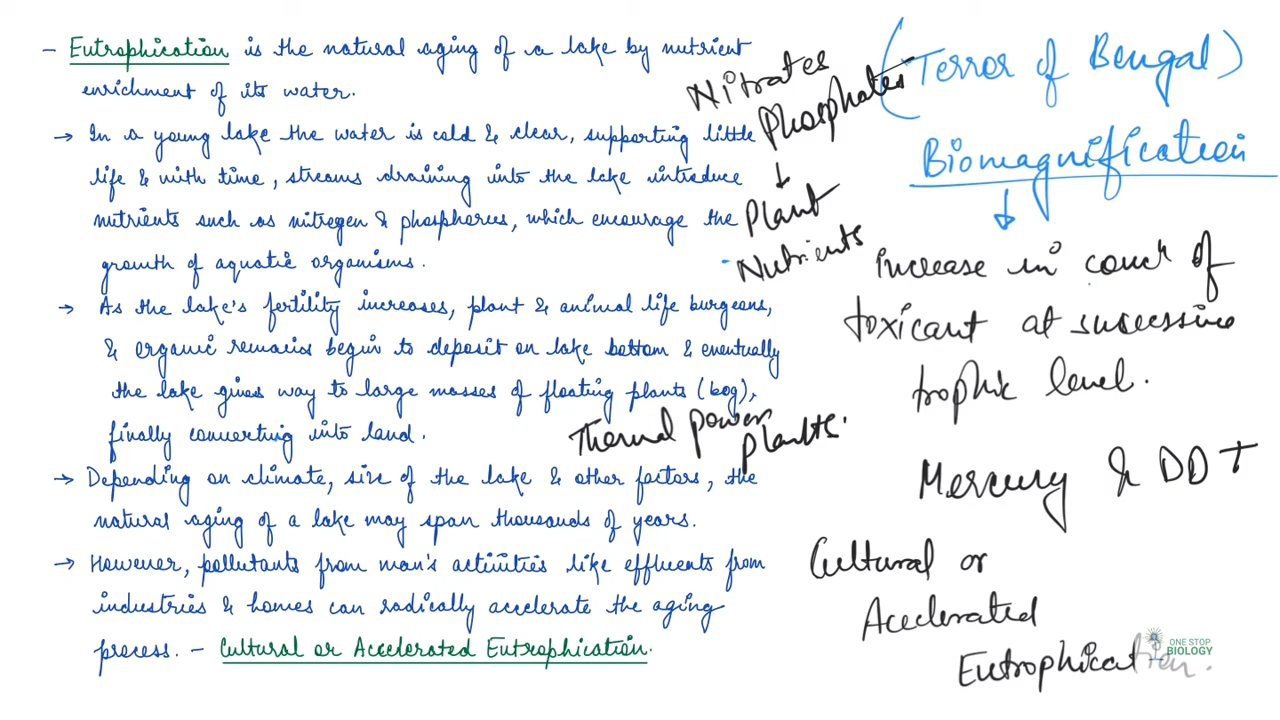 - Eutrophication is the natural aging of a lake by nutrient
enrichment of its water.
→ In a young lake the water is cold & clear, supporting little
life & with time, streams draining into the lake introduce
nutrients such as nitrogen & phosphorus, which encourage the
growth of aquatic organisms.
→ As the lake's fertility increases, plant & animal life burgeons,
& organic remains begin to deposit on lake bottom & eventually
the lake gives way to large masses of floating plants (bog),
finally converting into land.
→ Depending on climate, size of the lake & other factors, the
natural aging of a lake may span thousands of years.
→ However, pollutants from man's activities like effluents from
industries & homes can radically accelerate the aging
process. - Cultural or Accelerated Eutrophication.
Nitrates
Phosphates
↓
Plant
Nutrients
Thermal power
plants.
(Terror of Bengal)
Biomagnification
↓
increase in concn of
toxicant at successive
trophic level.
Mercury & DDT
Cultural or
Accelerated
Eutrophication.
ONE STOP
BIOLOGY